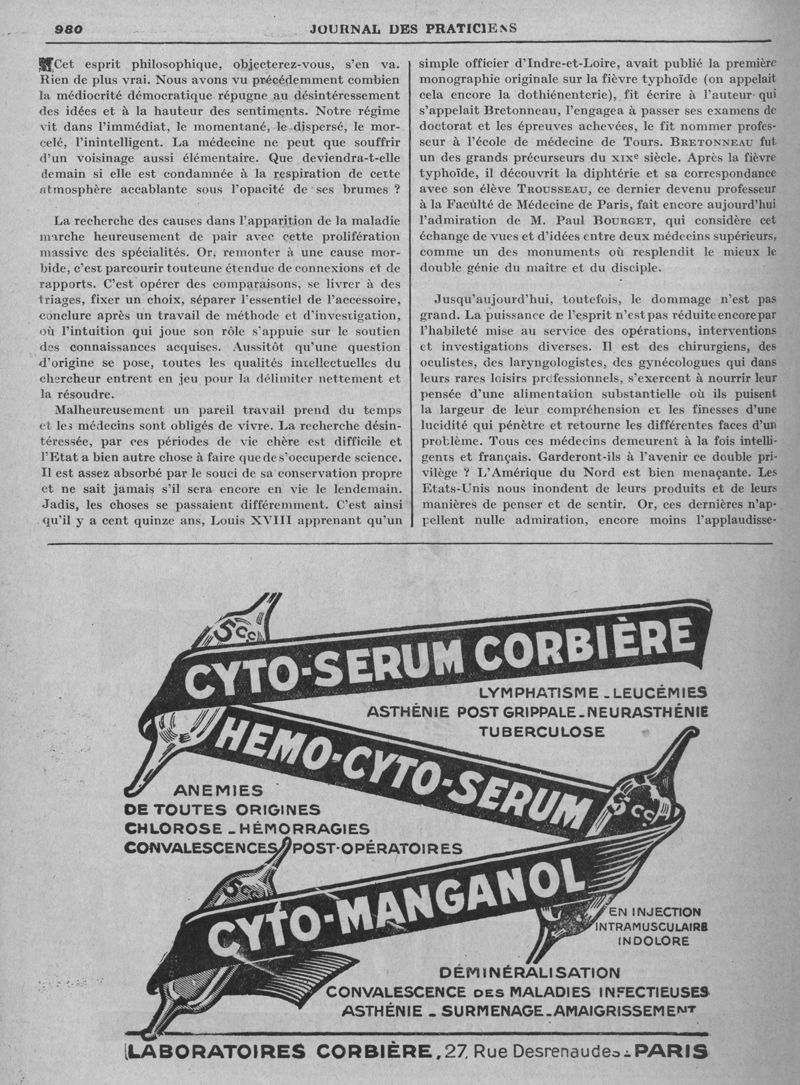 980
JOURNAL DES PRATICIENS
Cet esprit philosophique, objecterez-vous, s'en va.
Rien de plus vrai. Nous avons vu précédemment combien
la médiocrité démocratique répugne au désintéressement
des idées et à la hauteur des sentiments. Notre régime
vit dans l'immédiat, le momentané, le dispersé, le mor-
celé, l'inintelligent. La médecine ne peut que souffrir
d'un voisinage aussi élémentaire. Que deviendra-t-elle
demain si elle est condamnée à la respiration de cette
atmosphère accablante sous l'opacité de ses brumes ?
La recherche des causes dans l'apparition de la maladie
marche heureusement de pair avec cette prolifération
massive des spécialités. Or, remonter à une cause mor-
bide, c'est parcourir touteune étendue de connexions et de
rapports. C'est opérer des comparaisons, se livrer à des
triages, fixer un choix, séparer l'essentiel de l'accessoire,
conclure après un travail de méthode et d'investigation,
où l'intuition qui joue son rôle s'appuie sur le soutien
des connaissances acquises. Aussitôt qu'une question
d'origine se pose, toutes les qualités intellectuelles du
chercheur entrent en jeu pour la délimiter nettement et
la résoudre.
Malheureusement un pareil travail prend du temps
et les médecins sont obligés de vivre. La recherche désin-
téressée, par ces périodes de vie chère est difficile et
l'Etat a bien autre chose à faire que de s'occuper de science.
Il est assez absorbé par le souci de sa conservation propre
et ne sait jamais s'il sera encore en vie le lendemain.
Jadis, les choses se passaient différemment. C'est ainsi
qu'il y a cent quinze ans, Louis XVIII apprenant qu'un
simple officier d'Indre-et-Loire, avait publié la première
monographie originale sur la fièvre typhoïde (on appelait
cela encore la dothiénenterie), fit écrire à l'auteur qui
s'appelait Bretonneau, l'engagea à passer ses examens de
doctorat et les épreuves achevées, le fit nommer profes-
seur à l'école de médecine de Tours. BRETONNEAU fut
un des grands précurseurs du XIXe siècle. Après la fièvre
typhoïde, il découvrit la diphtérie et sa correspondance
avec son élève TROUSSEAU, ce dernier devenu professeur
à la Faculté de Médecine de Paris, fait encore aujourd'hui
l'admiration de M. Paul BOURGET, qui considère cet
échange de vues et d'idées entre deux médecins supérieurs,
comme un des monuments où resplendit le mieux le
double génie du maître et du disciple.
Jusqu'aujourd'hui, toutefois, le dommage n'est pas
grand. La puissance de l'esprit n'est pas réduite encore par
l'habileté mise au service des opérations, interventions
et investigations diverses. Il est des chirurgiens, des
oculistes, des laryngologistes, des gynécologues qui dans
leurs rares loisirs professionnels, s'exercent à nourrir leur
pensée d'une alimentation substantielle où ils puisent
la largeur de leur compréhension et les finesses d'une
lucidité qui pénètre et retourne les différentes faces d'un
problème. Tous ces médecins demeurent à la fois intelli-
gents et français. Garderont-ils à l'avenir ce double pri-
vilège ? L'Amérique du Nord est bien menaçante. Les
Etats-Unis nous inondent de leurs produits et de leurs
manières de penser et de sentir. Or, ces dernières n'ap-
pellent nulle admiration, encore moins l'applaudisse-
5cc
CYTO-SERUM CORBIÈRE
LYMPHATISME - LEUCÉMIES
ASTHÉNIE POST GRIPPALE - NEURASTHÉNIE
TUBERCULOSE
HEMO-CYTO-SERUM
5cc
ANEMIES
DE TOUTES ORIGINES
CHLOROSE - HÉMORRAGIES
CONVALESCENCES POST-OPÉRATOIRES
5cc
CYTO-MANGANOL
EN INJECTION
INTRAMUSCULAIRE
INDOLORE
DÉMINÉRALISATION
CONVALESCENCE DES MALADIES INFECTIEUSES
ASTHÉNIE - SURMENAGE - AMAIGRISSEMENT
LABORATOIRES CORBIÈRE, 27, Rue Desrenaudes - PARIS